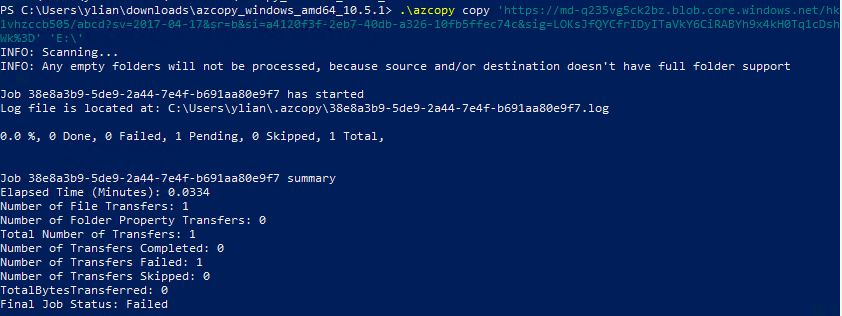 PS C:\Users\ylian\downloads\azcopy_windows_amd64_10.5.1> .\azcopy copy 'https://md-q235vg5ck2bz.blob.core.windows.net/hk
1vhzccb505/abcd?sv=2017-04-17&sr=b&si=a4120f3f-2eb7-40db-a326-10fb5ffec74c&sig=LOKsJfQYCfrIDyITaVkY6CiRABYh9x4kH0TqlcDsh
Wk%3D' 'E:\'
INFO: Scanning...
INFO: Any empty folders will not be processed, because source and/or destination doesn't have full folder support
Job 38e8a3b9-5de9-2a44-7e4f-b691aa80e9f7 has started
Log file is located at: C:\Users\ylian\.azcopy\38e8a3b9-5de9-2a44-7e4f-b691aa80e9f7.log
0.0 %, 0 Done, 0 Failed, 1 Pending, 0 Skipped, 1 Total,
Job 38e8a3b9-5de9-2a44-7e4f-b691aa80e9f7 summary
Elapsed Time (Minutes): 0.0334
Number of File Transfers: 1
Number of Folder Property Transfers: 0
Total Number of Transfers: 1
Number of Transfers Completed: 0
Number of Transfers Failed: 1
Number of Transfers Skipped: 0
TotalBytesTransferred: 0
Final Job Status: Failed